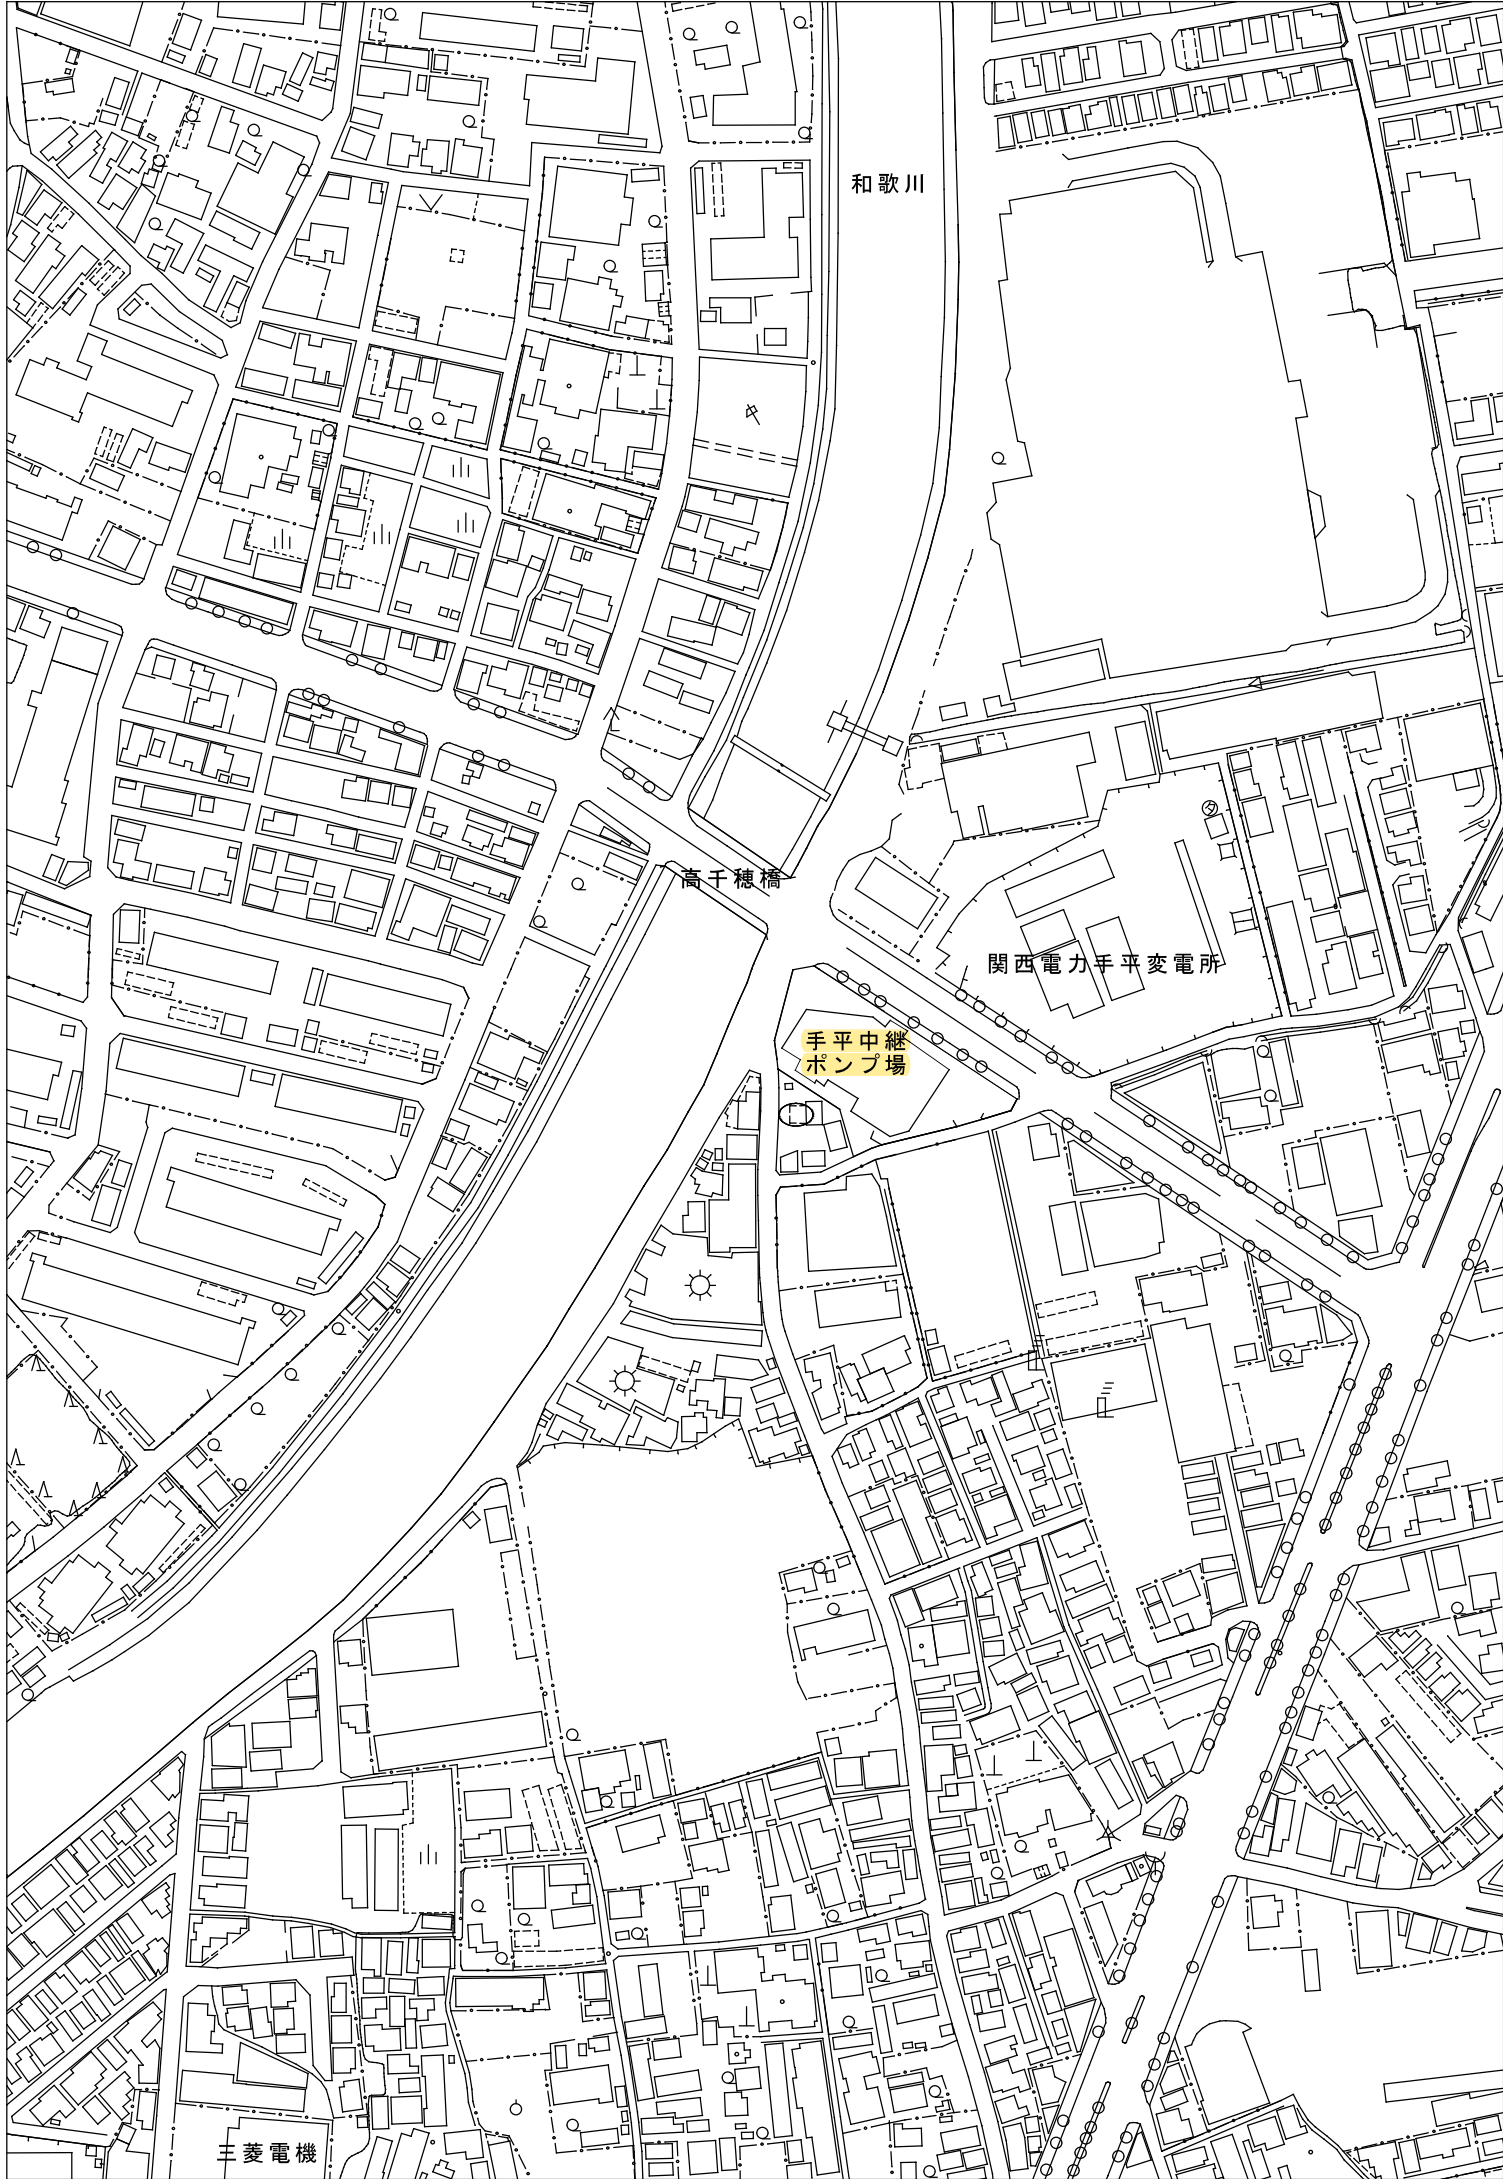 和歌川
高千穂橋
関西電力手平変電所
手平中継
ポンプ場
三菱電機